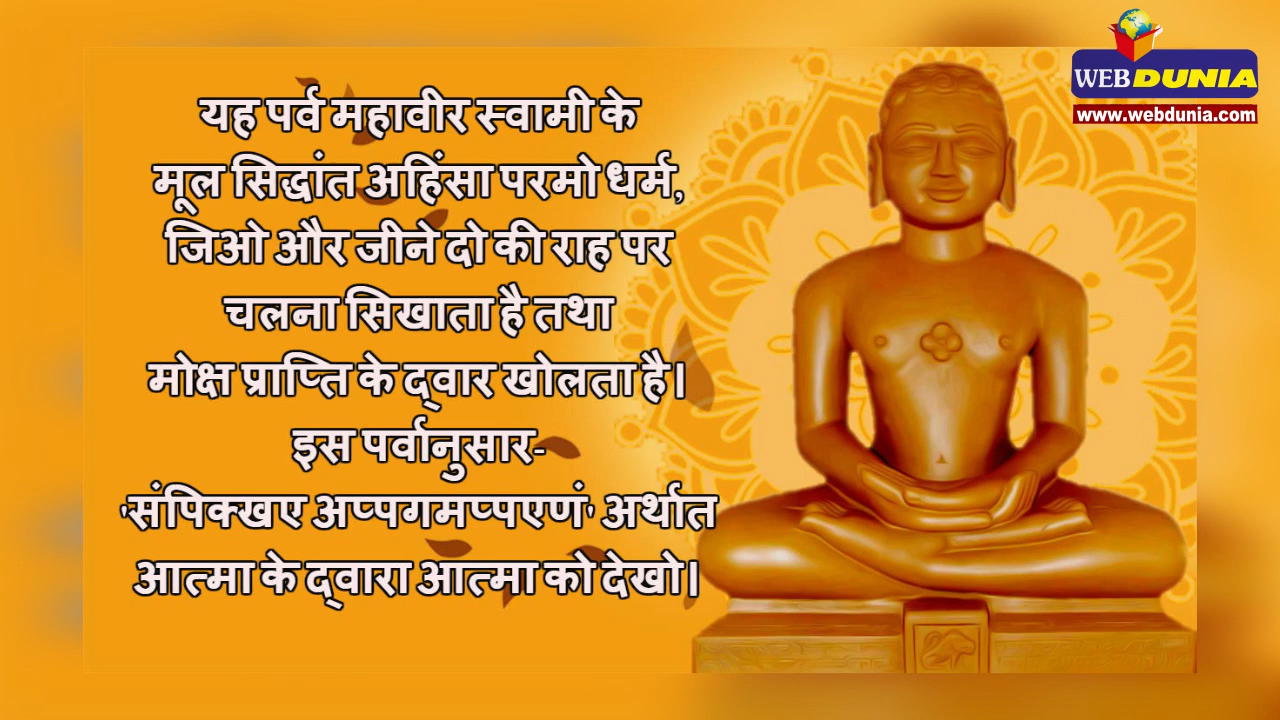 यह पर्व महावीर स्वामी के
मूल सिद्धांत अहिंसा परमो धर्म,
जिओ और जीने दो की राह पर
चलना सिखाता है तथा
मोक्ष प्राप्ति के द्वार खोलता है।
इस पर्वानुसार-
'संपिक्खए अप्पगमप्पएणं' अर्थात
आत्मा के द्वारा आत्मा को देखो।
WEBDUNIA
www.webdunia.com